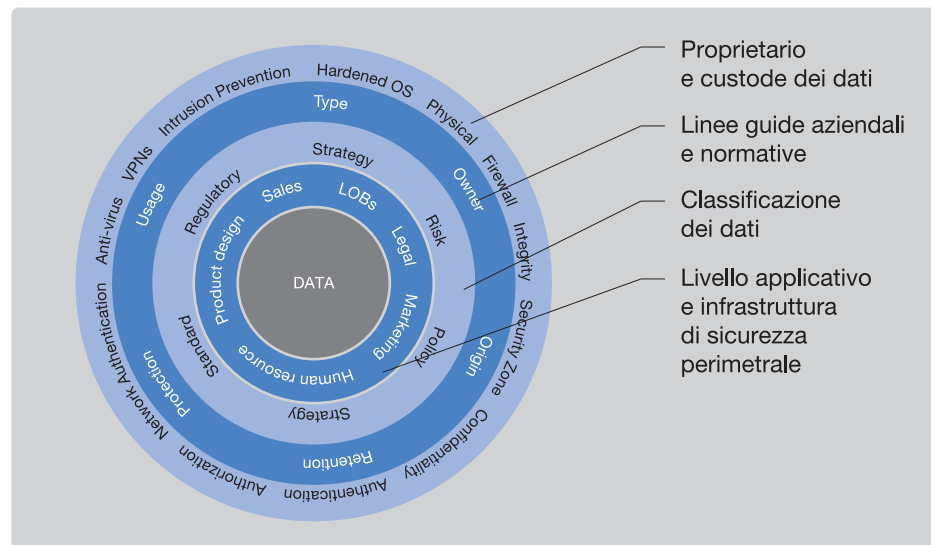 Intrusion Prevention
Hardened OS
Physical
Firewall
Integrity
Security Zone
Confidentiality
Authentication
Authorization
Network Authentication
Anti-virus
VPNs
Type
Owner
Origin
Retention
Protection
Usage
Strategy
Risk
Policy
Strategy
Standard
Regulatory
Sales
LOBs
Legal
Marketing
Human resource
Product design
DATA
Proprietario
e custode dei dati
Linee guide aziendali
e normative
Classificazione
dei dati
Livello applicativo
e infrastruttura
di sicurezza
perimetrale